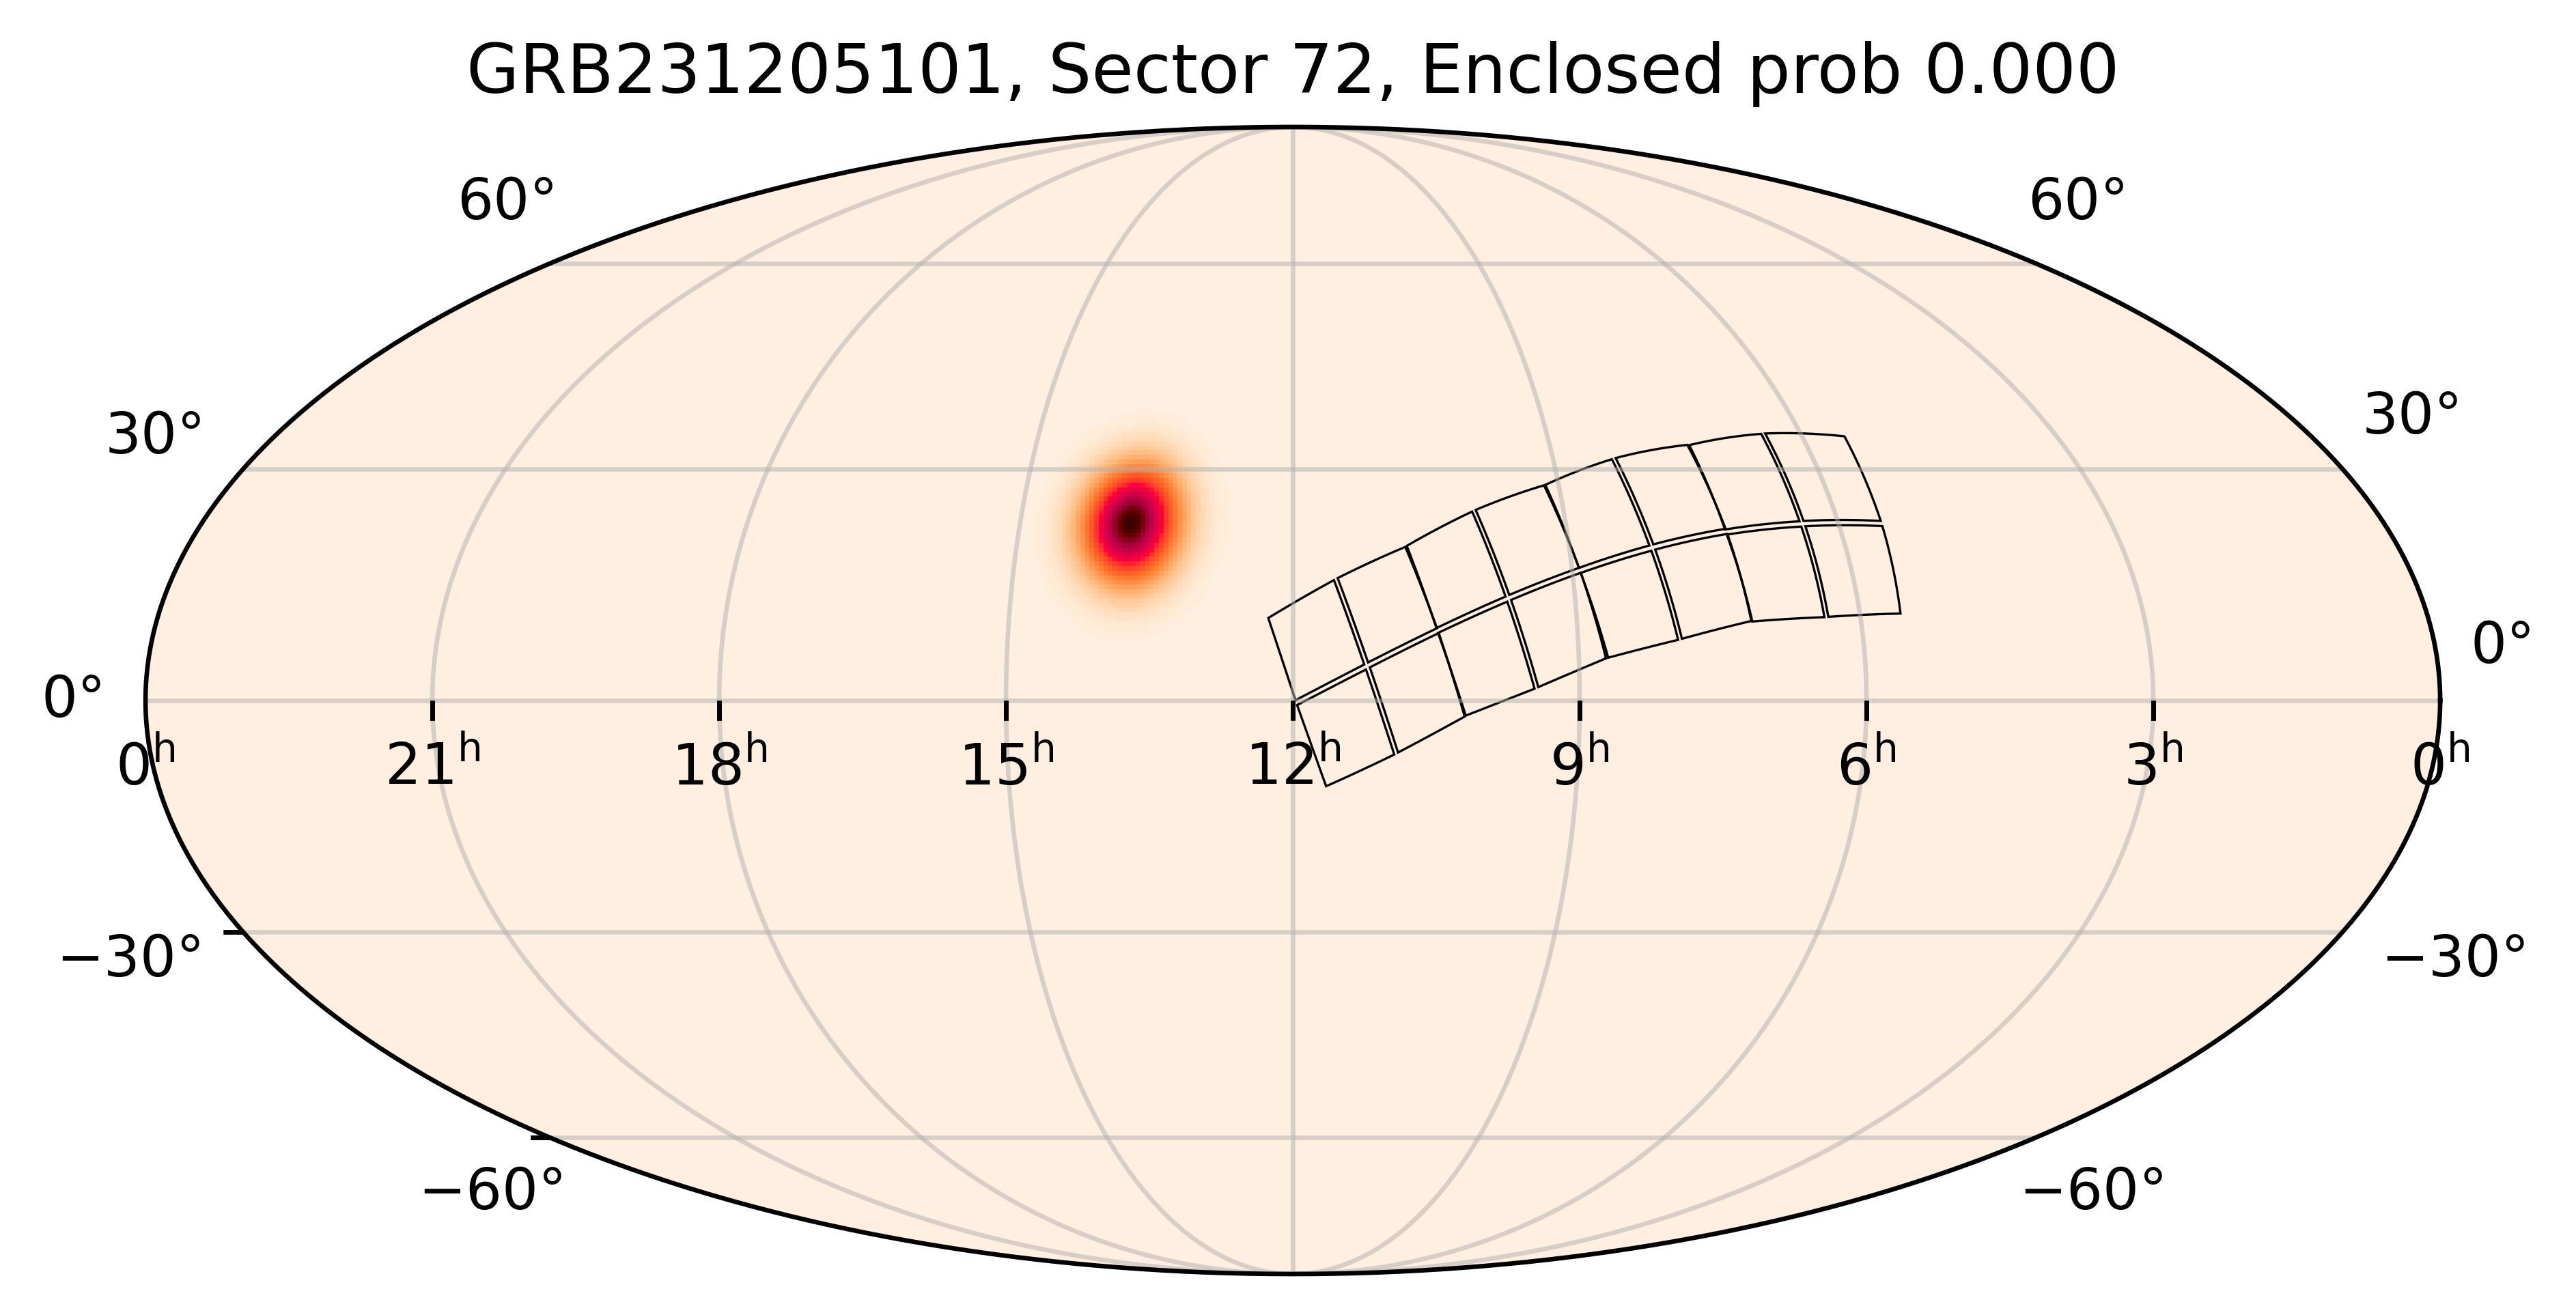 GRB231205101, Sector 72, Enclosed prob 0.000
60° 60°
30° 30°
0° 0°
0h 21h 18h 15h 12h 9h 6h 3h 0h
−30° −30°
−60° −60°